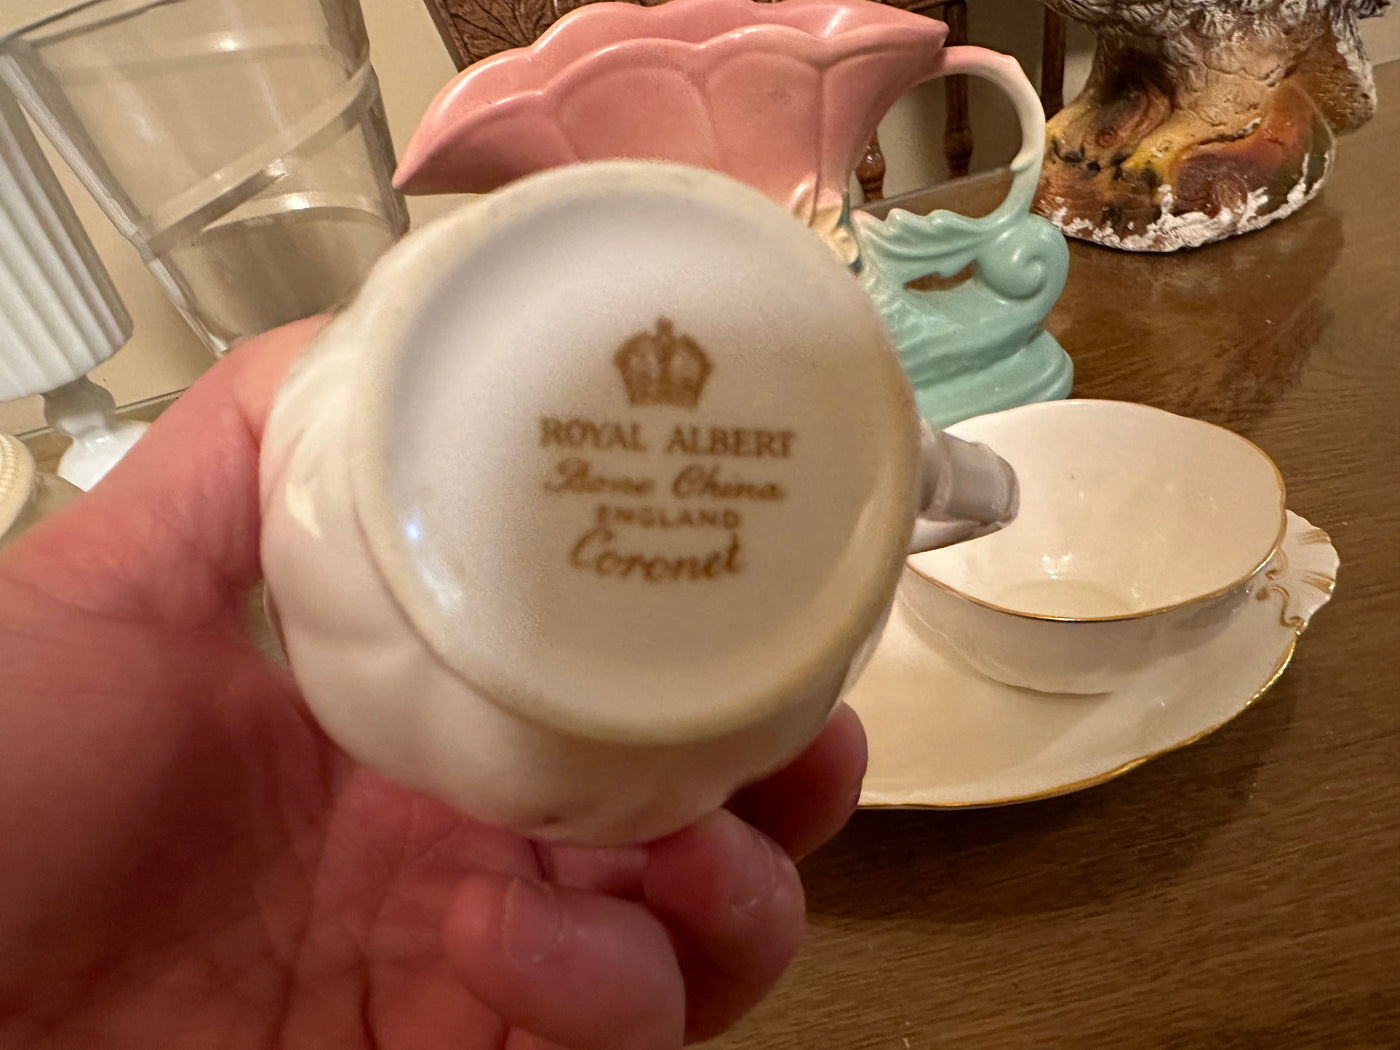 ROYAL ALBERT
Bone China
ENGLAND
Coronet